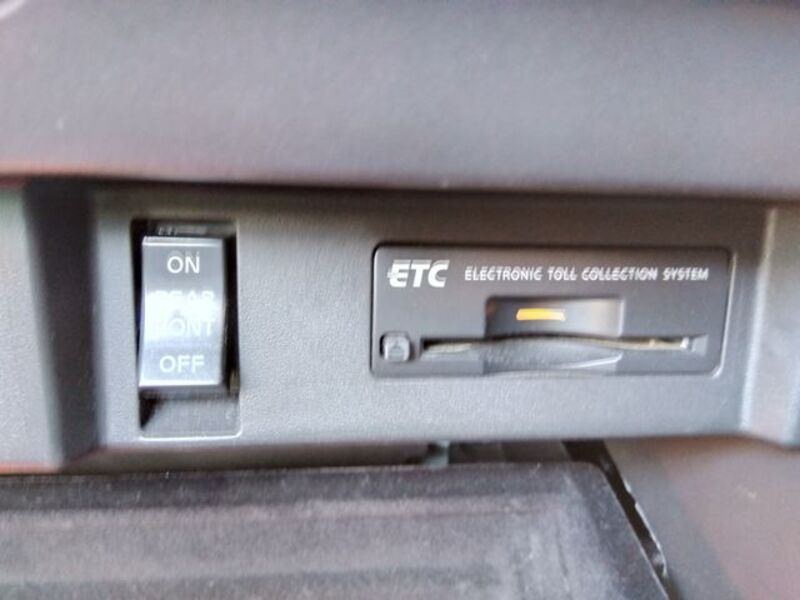 ON
REAR
FRONT
OFF
ETC ELECTRONIC TOLL COLLECTION SYSTEM